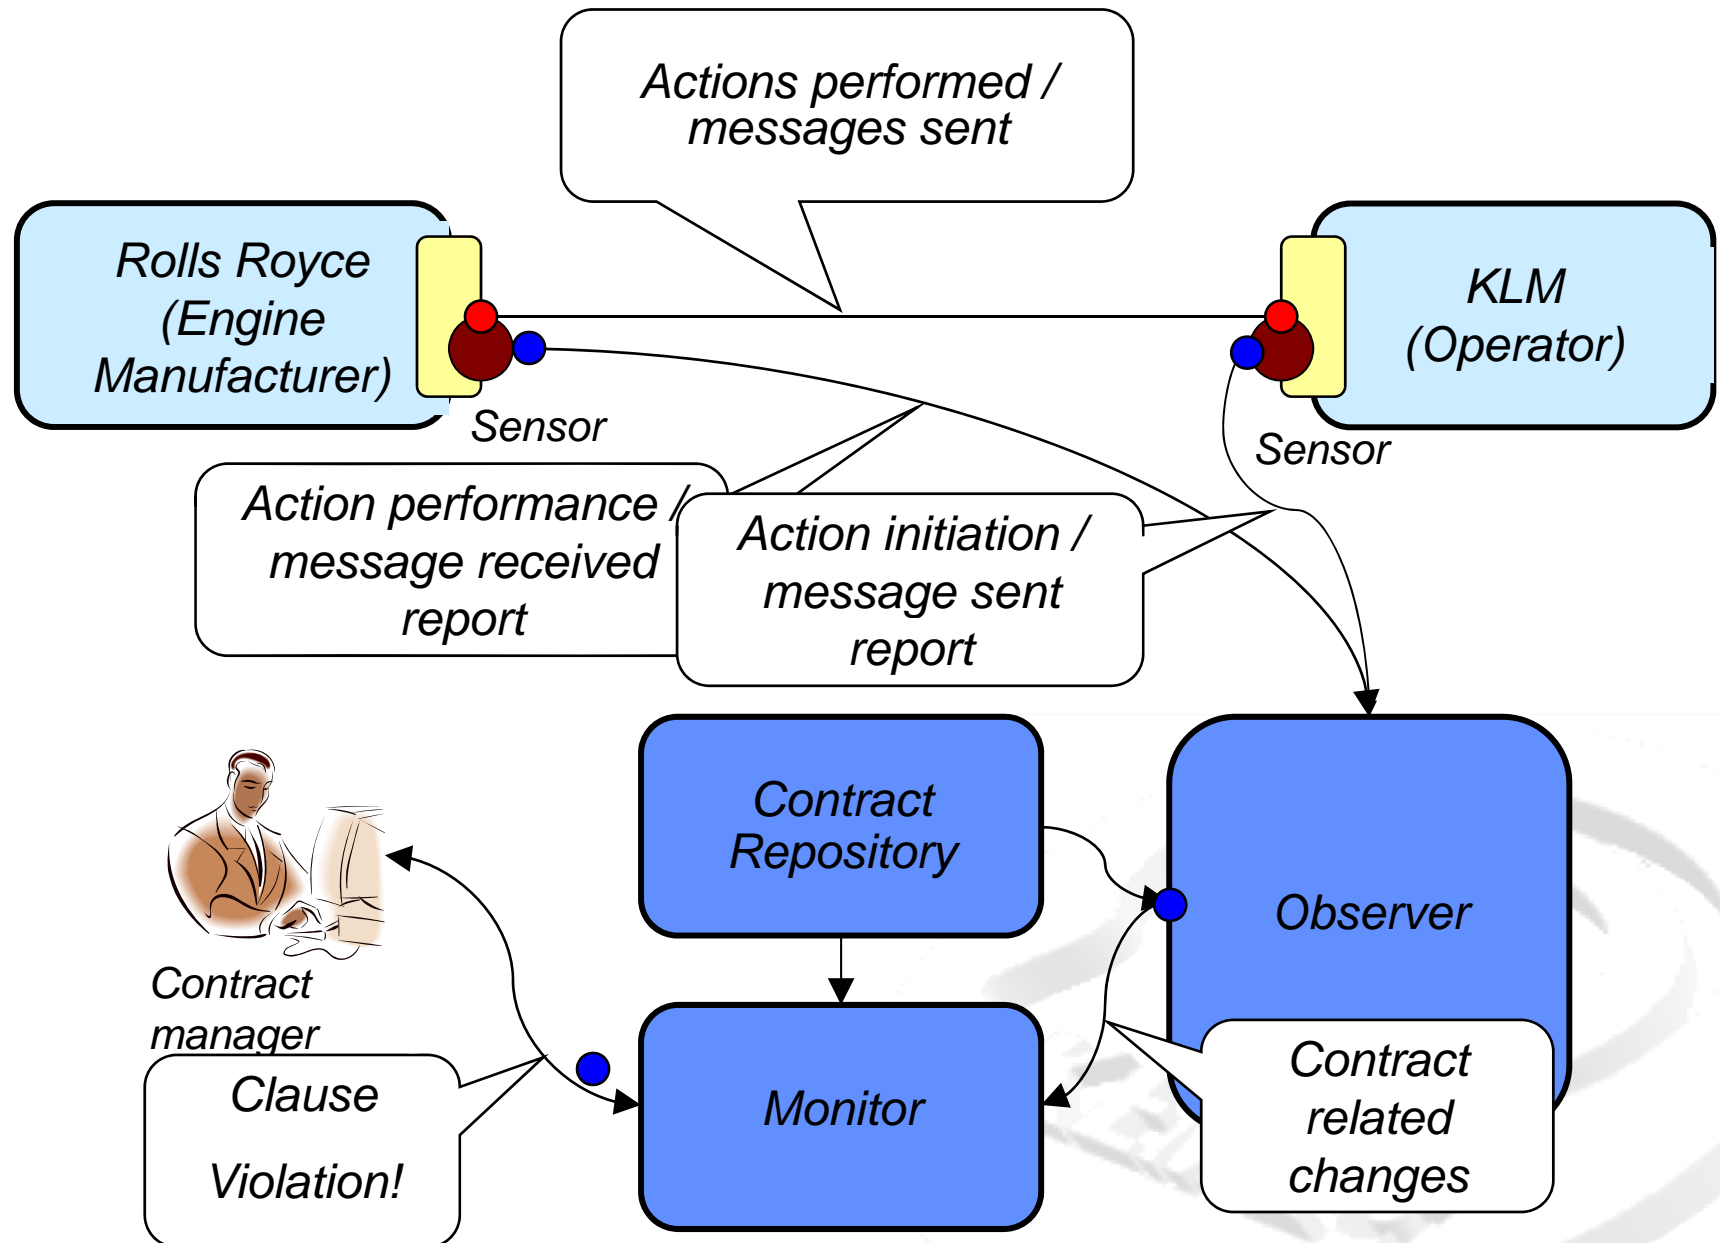 Actions performed /
messages sent
Rolls Royce
(Engine
Manufacturer)
KLM
(Operator)
Sensor
Sensor
Action performance /
message received
report
Action initiation /
message sent
report
Contract
Repository
Observer
Contract
manager
Clause
Violation!
Monitor
Contract
related
changes